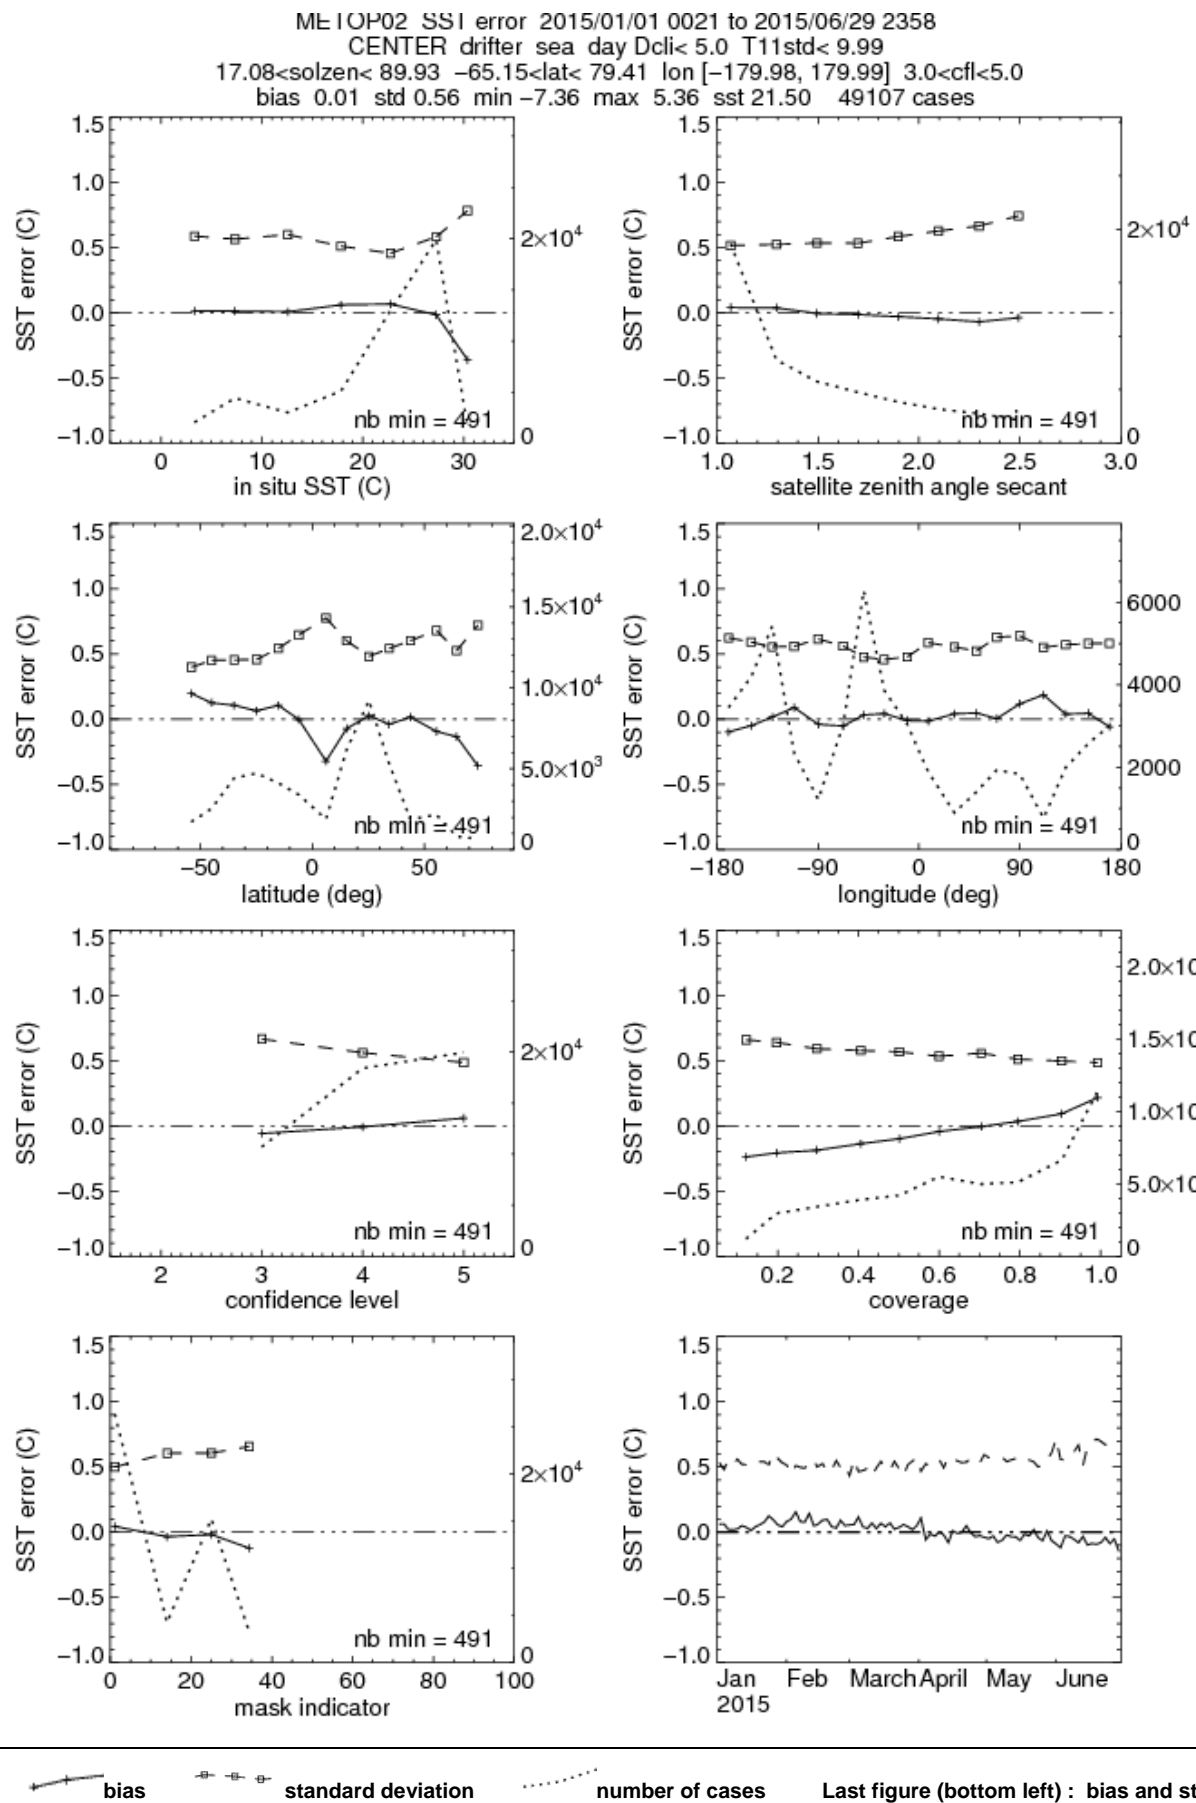 METOP02 SST error 2015/01/01 0021 to 2015/06/29 2358
CENTER drifter sea day Dcli< 5.0 T11std< 9.99
17.08<solzen< 89.93 −65.15<lat< 79.41 lon [−179.98, 179.99] 3.0<cfl<5.0
bias 0.01 std 0.56 min −7.36 max 5.36 sst 21.50 49107 cases
1.5
1.0
0.5
0.0
−0.5
−1.0
SST error (C)
2×10⁴
0
nb min = 491
0 10 20 30
in situ SST (C)
1.5
1.0
0.5
0.0
−0.5
−1.0
SST error (C)
2×10⁴
0
nb min = 491
1.0 1.5 2.0 2.5 3.0
satellite zenith angle secant
1.5
1.0
0.5
0.0
−0.5
−1.0
SST error (C)
2.0×10⁴
1.5×10⁴
1.0×10⁴
5.0×10³
0
nb min = 491
−50 0 50
latitude (deg)
1.5
1.0
0.5
0.0
−0.5
−1.0
SST error (C)
6000
4000
2000
0
nb min = 491
−180 −90 0 90 180
longitude (deg)
1.5
1.0
0.5
0.0
−0.5
−1.0
SST error (C)
2×10⁴
0
nb min = 491
2 3 4 5
confidence level
1.5
1.0
0.5
0.0
−0.5
−1.0
SST error (C)
2.0×10
1.5×10
1.0×10
5.0×10
0
nb min = 491
0.2 0.4 0.6 0.8 1.0
coverage
1.5
1.0
0.5
0.0
−0.5
−1.0
SST error (C)
2×10⁴
0
nb min = 491
0 20 40 60 80 100
mask indicator
1.5
1.0
0.5
0.0
−0.5
−1.0
SST error (C)
Jan Feb March April May June
2015
bias standard deviation number of cases Last figure (bottom left) : bias and st